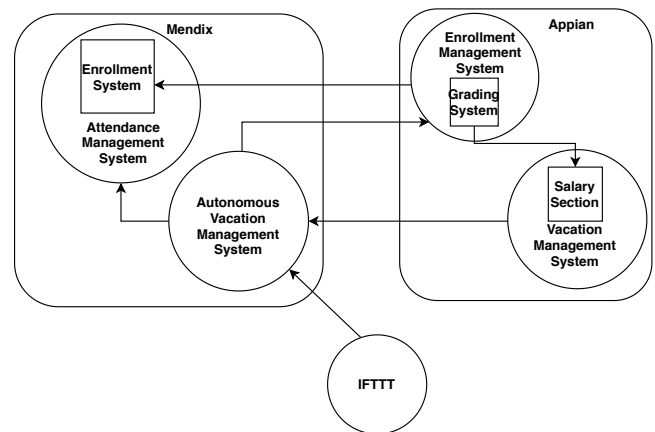 Mendix
Enrollment
System
Attendance
Management
System
Autonomous
Vacation
Management
System
Appian
Enrollment
Management
System
Grading
System
Salary
Section
Vacation
Management
System
IFTTT